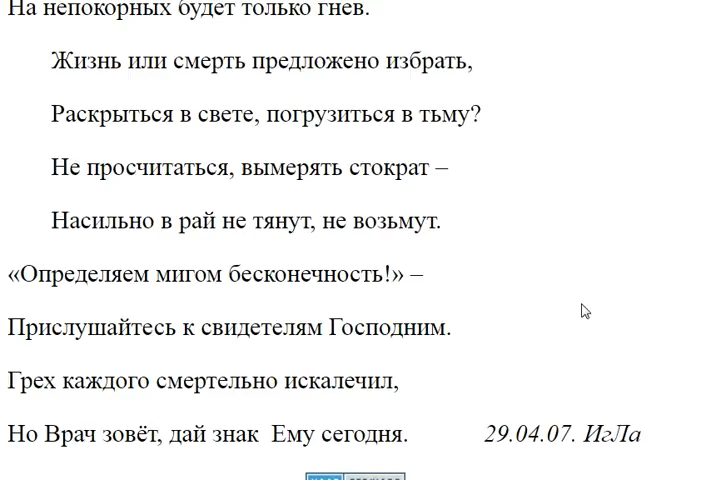 На непокорных будет только гнев.
Жизнь или смерть предложено избрать,
Раскрыться в свете, погрузиться в тьму?
Не просчитаться, вымерять стократ –
Насильно в рай не тянут, не возьмут.
«Определяем мигом бесконечность!» –
Прислушайтесь к свидетелям Господним.
Грех каждого смертельно искалечил,
Но Врач зовёт, дай знак  Ему сегодня. 29.04.07. ИгЛа